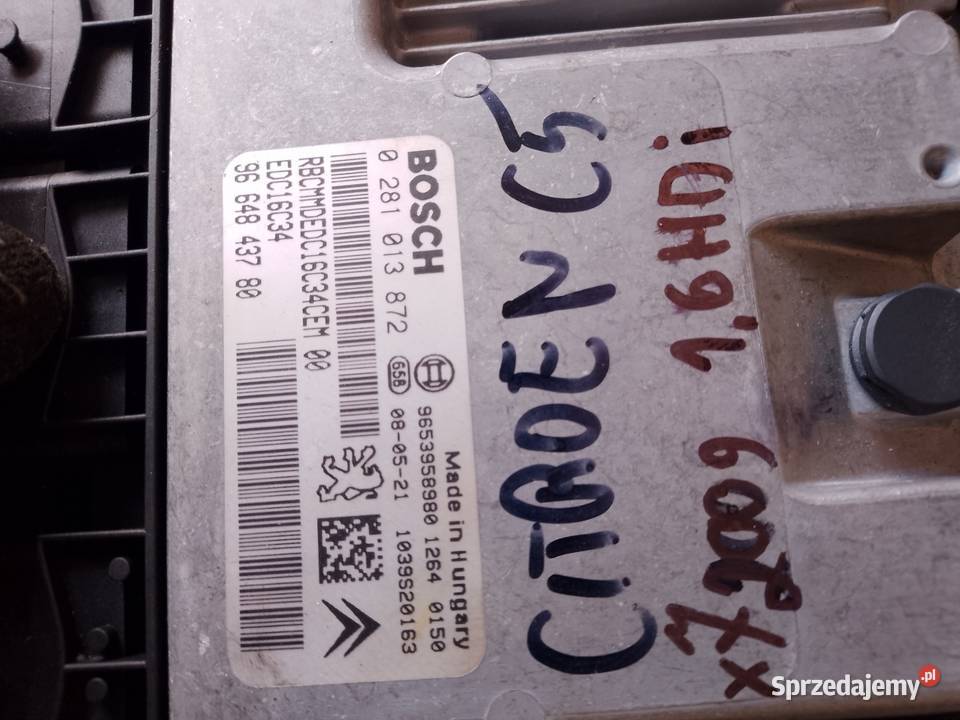 BOSCH
Made in Hungary
0 281 013 872
9653958980 1264 0150
658
08-05-21 1039S20163
RBCMMDEDC16C34CEM 00
EDC16C34
96 648 437 80
CITROEN C5
1,6HDi
x7 2009
Sprzedajemy.pl